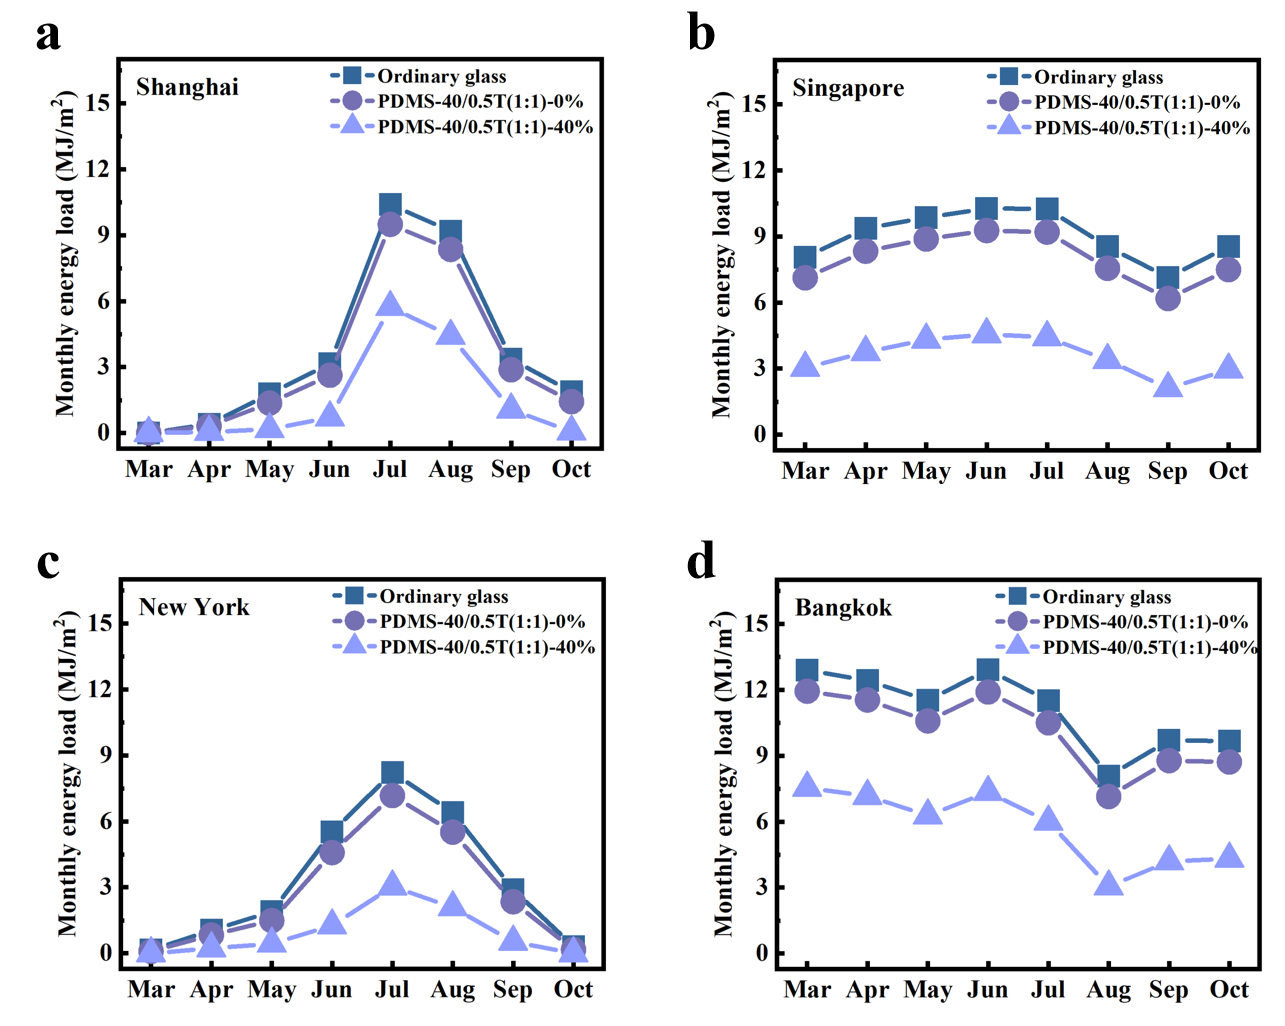 a
Shanghai
Ordinary glass
PDMS-40/0.5T(1:1)-0%
PDMS-40/0.5T(1:1)-40%
Monthly energy load (MJ/m²)
15
12
9
6
3
0
Mar Apr May Jun Jul Aug Sep Oct
b
Singapore
Ordinary glass
PDMS-40/0.5T(1:1)-0%
PDMS-40/0.5T(1:1)-40%
Monthly energy load (MJ/m²)
15
12
9
6
3
0
Mar Apr May Jun Jul Aug Sep Oct
c
New York
Ordinary glass
PDMS-40/0.5T(1:1)-0%
PDMS-40/0.5T(1:1)-40%
Monthly energy load (MJ/m²)
15
12
9
6
3
0
Mar Apr May Jun Jul Aug Sep Oct
d
Bangkok
Ordinary glass
PDMS-40/0.5T(1:1)-0%
PDMS-40/0.5T(1:1)-40%
Monthly energy load (MJ/m²)
15
12
9
6
3
0
Mar Apr May Jun Jul Aug Sep Oct